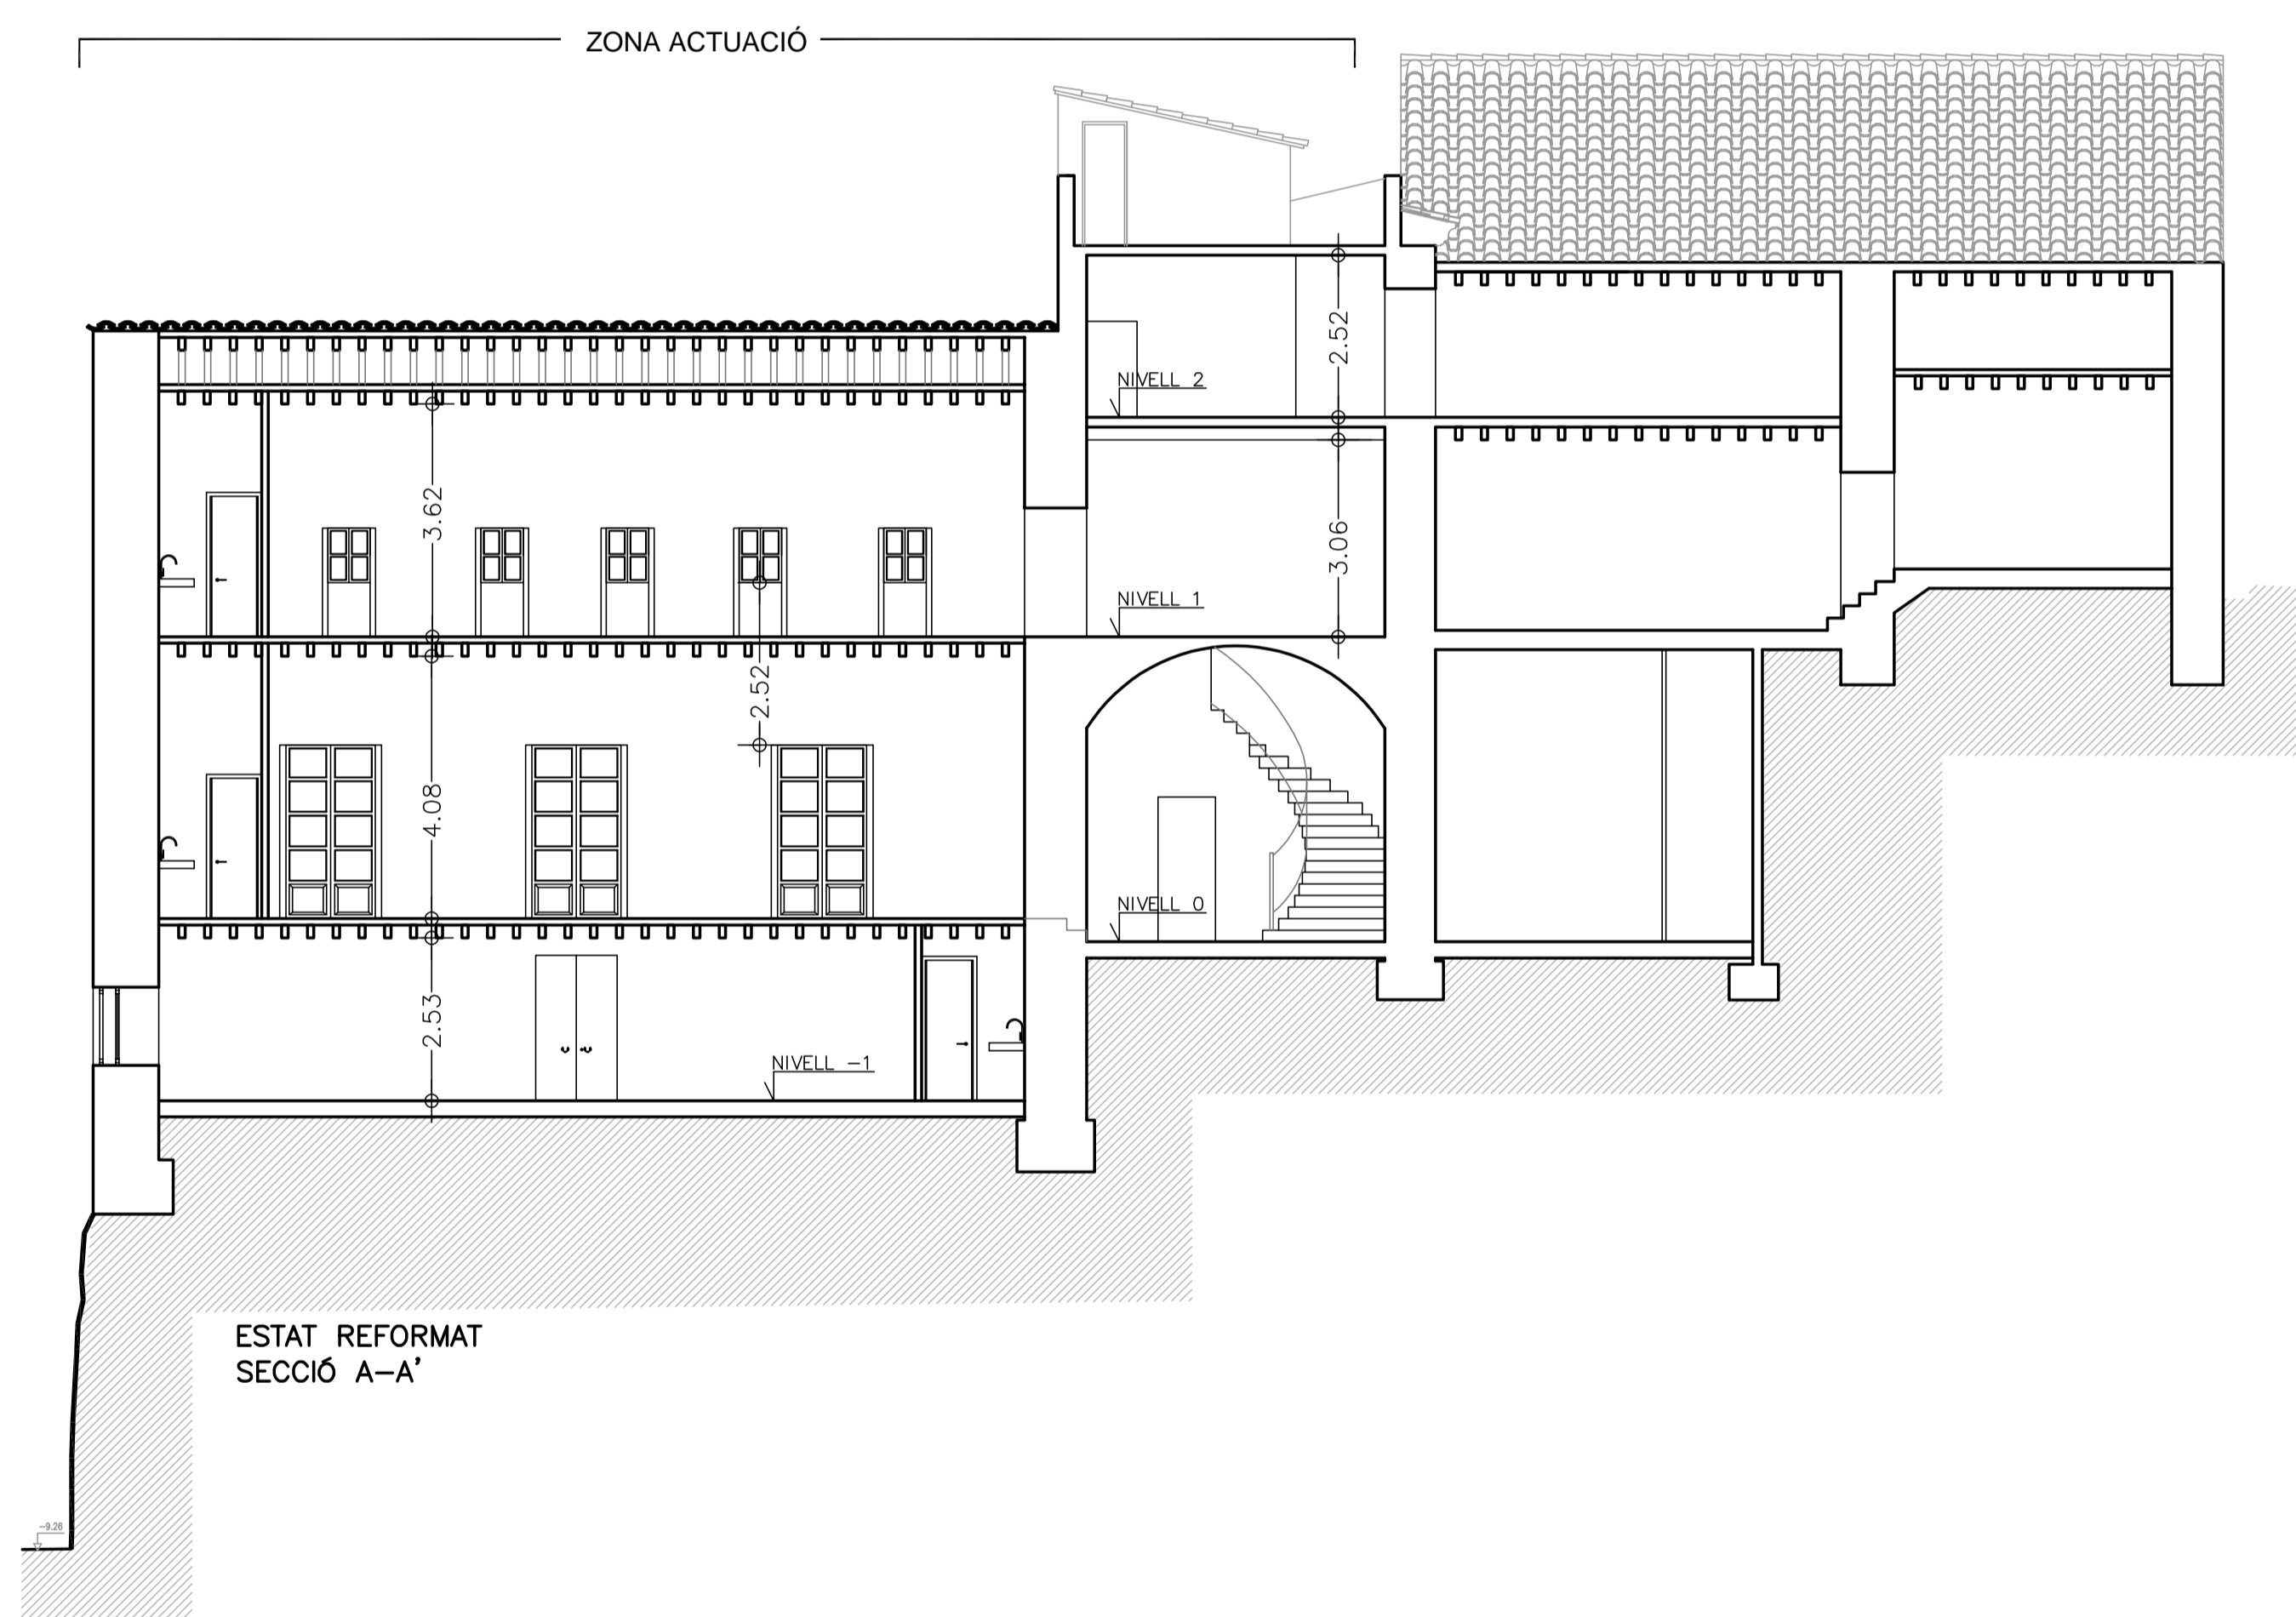 ZONA ACTUACIÓ
2.52
NIVELL 2
3.62
3.06
NIVELL 1
2.52
4.08
NIVELL 0
2.53
NIVELL -1
ESTAT REFORMAT
SECCIÓ A-A'
-9.26